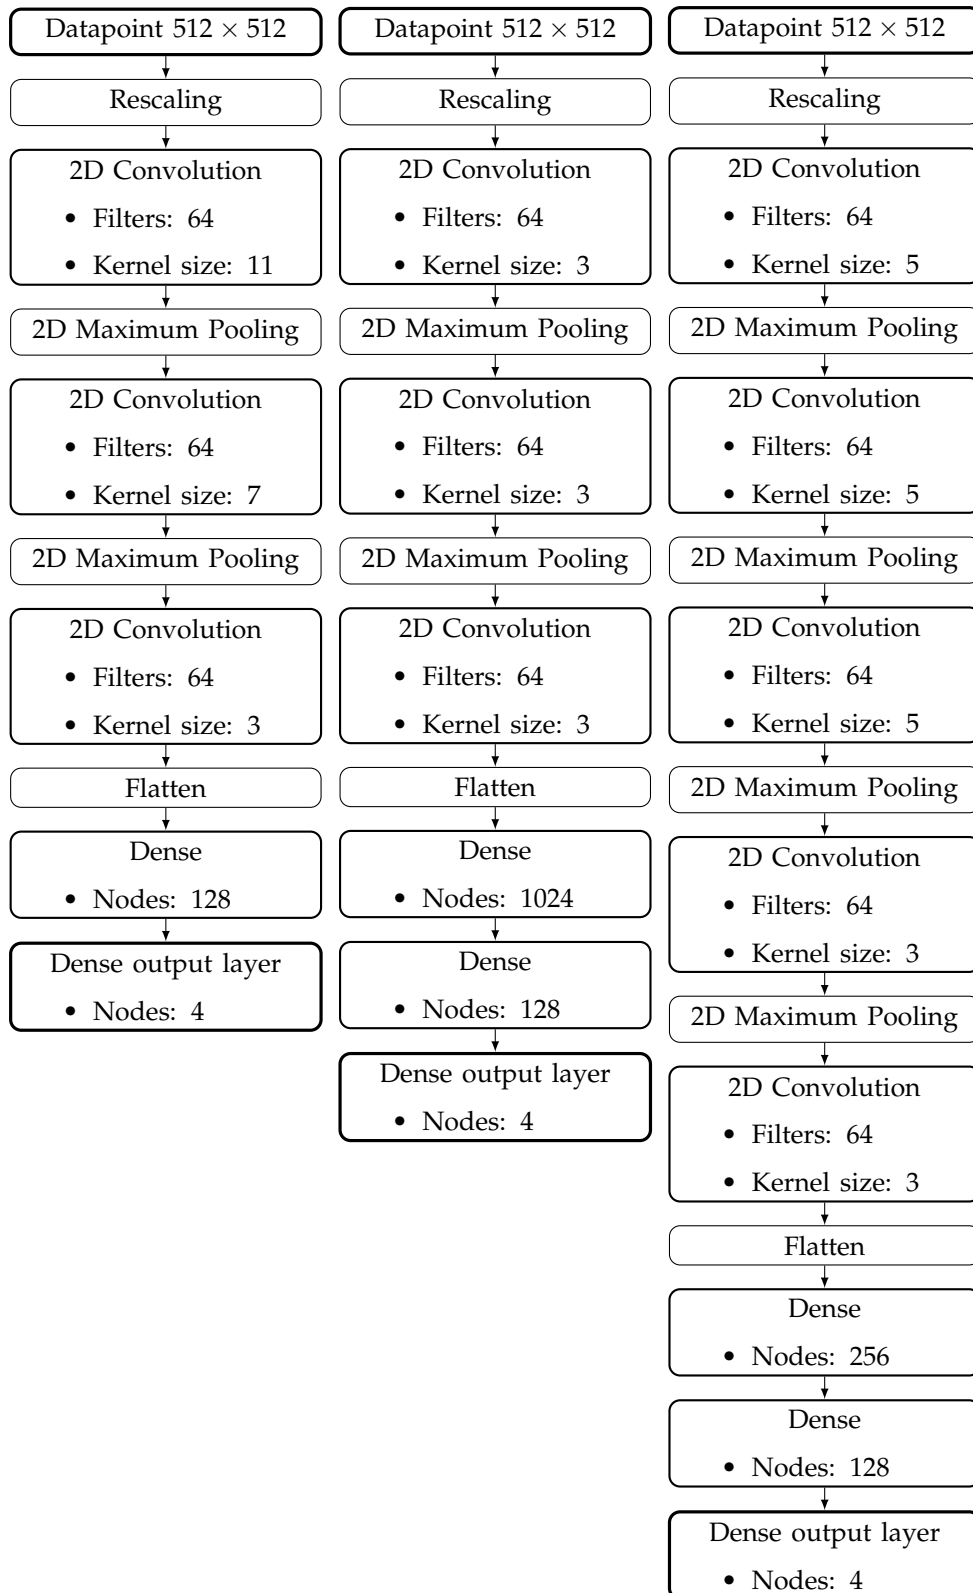 Datapoint 512 × 512
Rescaling
2D Convolution
• Filters: 64
• Kernel size: 11
2D Maximum Pooling
2D Convolution
• Filters: 64
• Kernel size: 7
2D Maximum Pooling
2D Convolution
• Filters: 64
• Kernel size: 3
Flatten
Dense
• Nodes: 128
Dense output layer
• Nodes: 4
Datapoint 512 × 512
Rescaling
2D Convolution
• Filters: 64
• Kernel size: 3
2D Maximum Pooling
2D Convolution
• Filters: 64
• Kernel size: 3
2D Maximum Pooling
2D Convolution
• Filters: 64
• Kernel size: 3
Flatten
Dense
• Nodes: 1024
Dense
• Nodes: 128
Dense output layer
• Nodes: 4
Datapoint 512 × 512
Rescaling
2D Convolution
• Filters: 64
• Kernel size: 5
2D Maximum Pooling
2D Convolution
• Filters: 64
• Kernel size: 5
2D Maximum Pooling
2D Convolution
• Filters: 64
• Kernel size: 5
2D Maximum Pooling
2D Convolution
• Filters: 64
• Kernel size: 3
2D Maximum Pooling
2D Convolution
• Filters: 64
• Kernel size: 3
Flatten
Dense
• Nodes: 256
Dense
• Nodes: 128
Dense output layer
• Nodes: 4